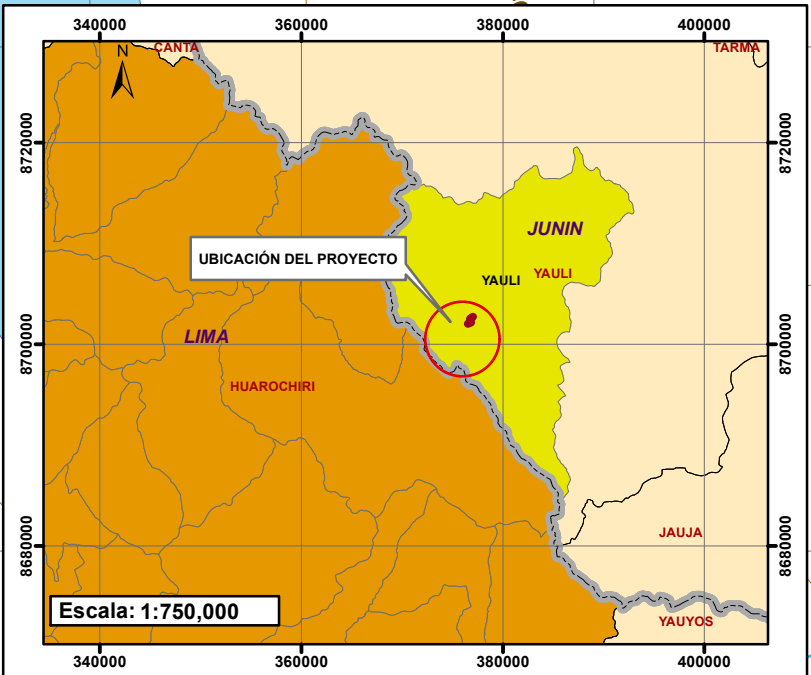 340000
360000
380000
400000
CANTA
TARMA
N
8720000
8720000
JUNIN
UBICACIÓN DEL PROYECTO
YAULI
YAULI
LIMA
8700000
8700000
HUAROCHIRI
JAUJA
8680000
8680000
Escala: 1:750,000
YAUYOS
340000
360000
380000
400000